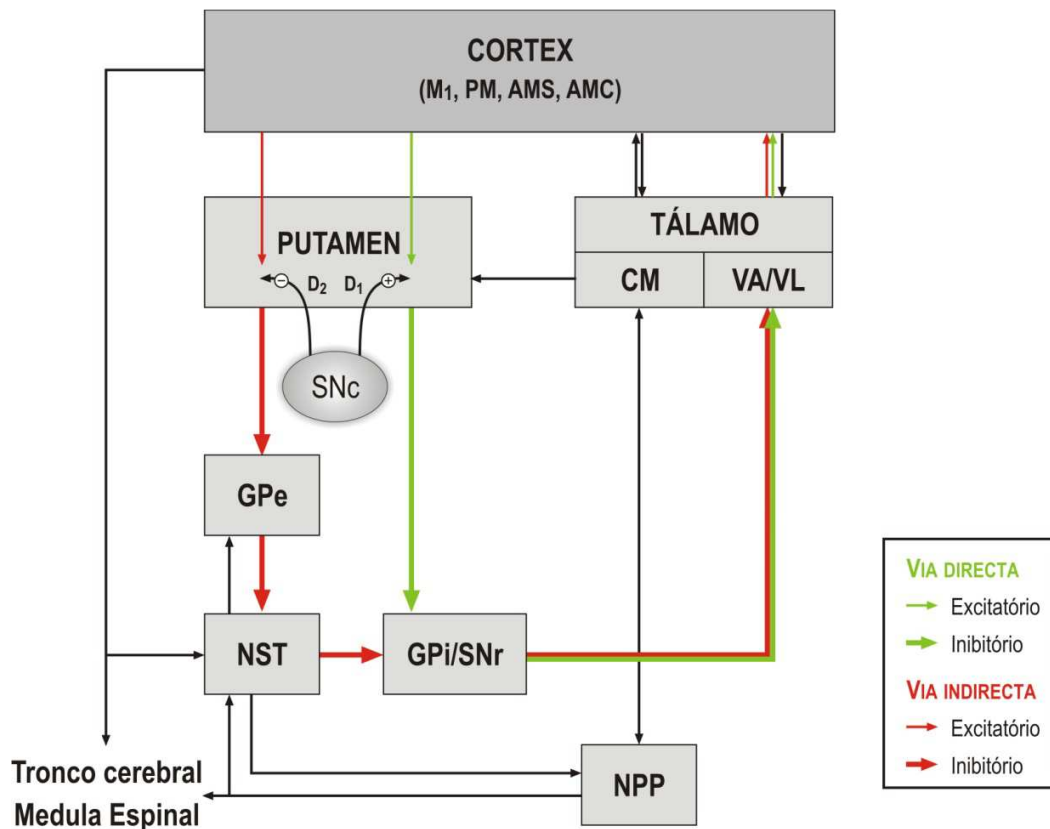 CORTEX
(M1, PM, AMS, AMC)
PUTAMEN
TÁLAMO
CM
VA/VL
− D2 D1 +
SNc
GPe
NST
GPi/SNr
NPP
Tronco cerebral
Medula Espinal
VIA DIRECTA
Excitatório
Inibitório
VIA INDIRECTA
Excitatório
Inibitório